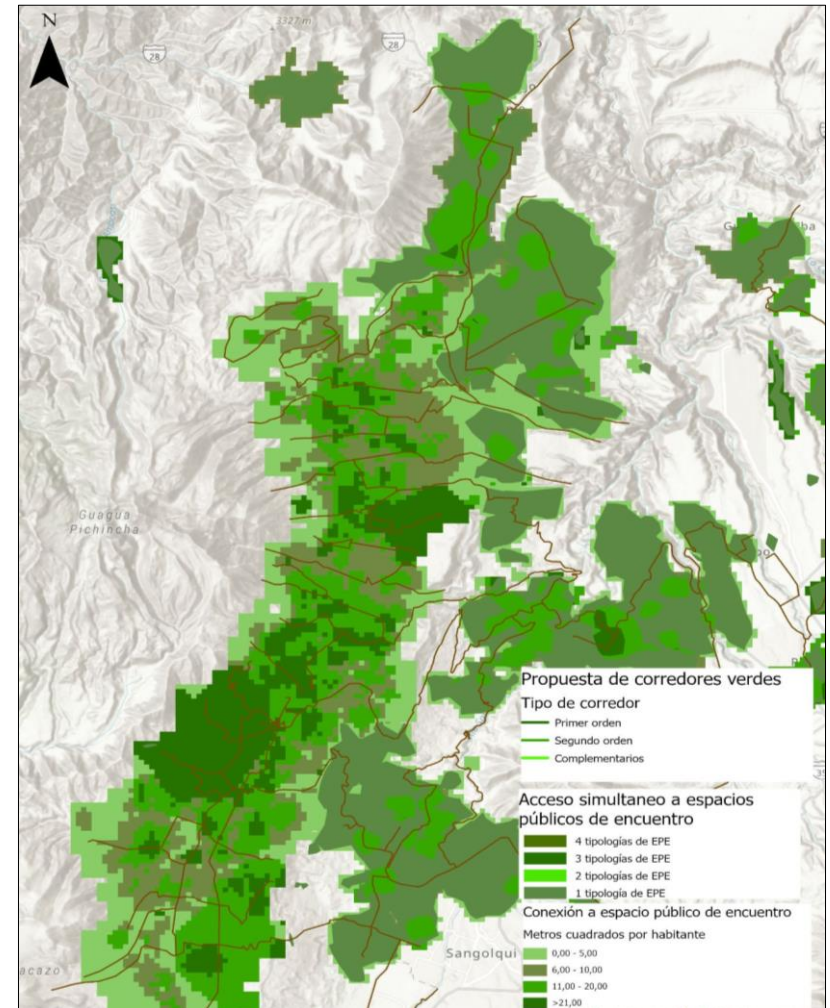 N
3327 m
28
28
Guagua
Pichincha
Propuesta de corredores verdes
Tipo de corredor
Primer orden
Segundo orden
Complementarios
Acceso simultaneo a espacios
públicos de encuentro
4 tipologías de EPE
3 tipologías de EPE
2 tipologías de EPE
1 tipología de EPE
Conexión a espacio público de encuentro
Metros cuadrados por habitante
0,00 - 5,00
6,00 - 10,00
11,00 - 20,00
>21,00
Sangolqui
acazo